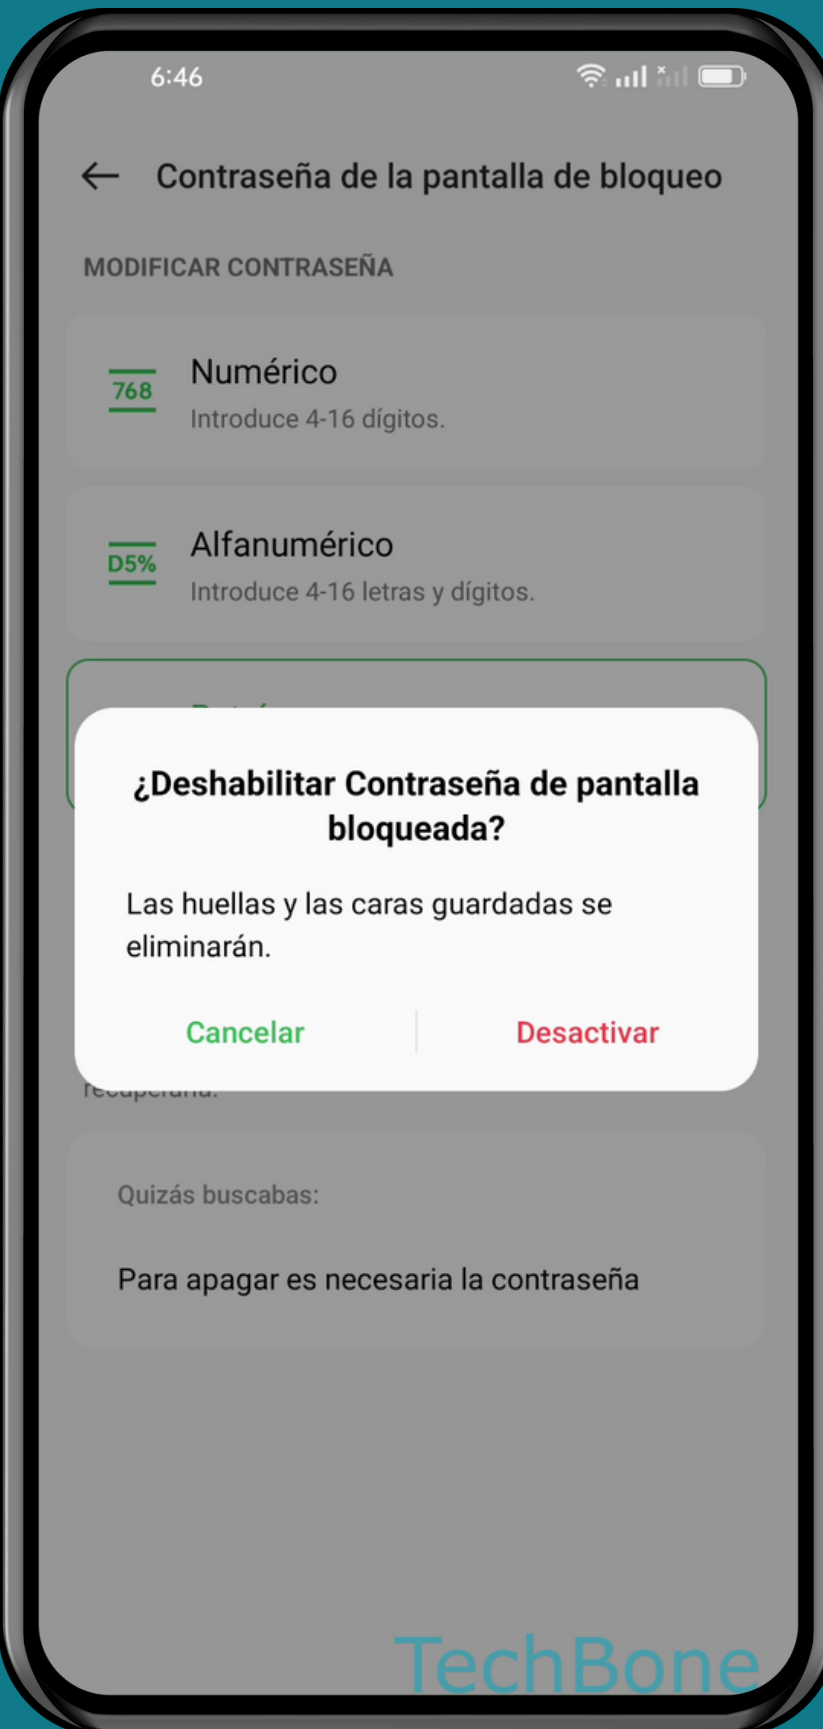 6:46
Contraseña de la pantalla de bloqueo
MODIFICAR CONTRASEÑA
768
Numérico
Introduce 4-16 dígitos.
D5%
Alfanumérico
Introduce 4-16 letras y dígitos.
¿Deshabilitar Contraseña de pantalla
bloqueada?
Las huellas y las caras guardadas se
eliminarán.
Cancelar
Desactivar
Quizás buscabas:
Para apagar es necesaria la contraseña
TechBone